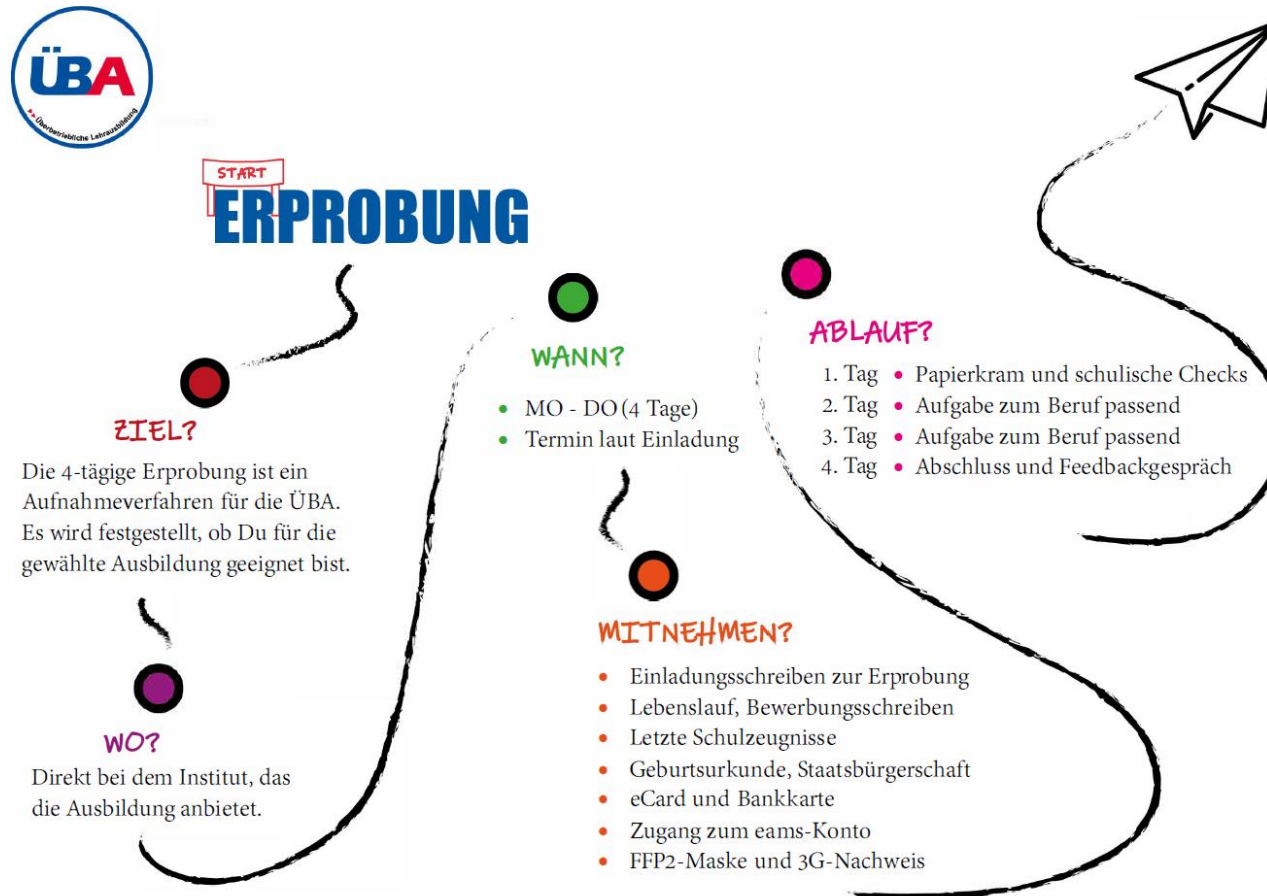 ÜBA
Überbetriebliche Lehrausbildung
START
ERPROBUNG
ZIEL?
Die 4-tägige Erprobung ist ein
Aufnahmeverfahren für die ÜBA.
Es wird festgestellt, ob Du für die
gewählte Ausbildung geeignet bist.
WO?
Direkt bei dem Institut, das
die Ausbildung anbietet.
WANN?
• MO - DO (4 Tage)
• Termin laut Einladung
MITNEHMEN?
• Einladungsschreiben zur Erprobung
• Lebenslauf, Bewerbungsschreiben
• Letzte Schulzeugnisse
• Geburtsurkunde, Staatsbürgerschaft
• eCard und Bankkarte
• Zugang zum eams-Konto
• FFP2-Maske und 3G-Nachweis
ABLAUF?
1. Tag • Papierkram und schulische Checks
2. Tag • Aufgabe zum Beruf passend
3. Tag • Aufgabe zum Beruf passend
4. Tag • Abschluss und Feedbackgespräch